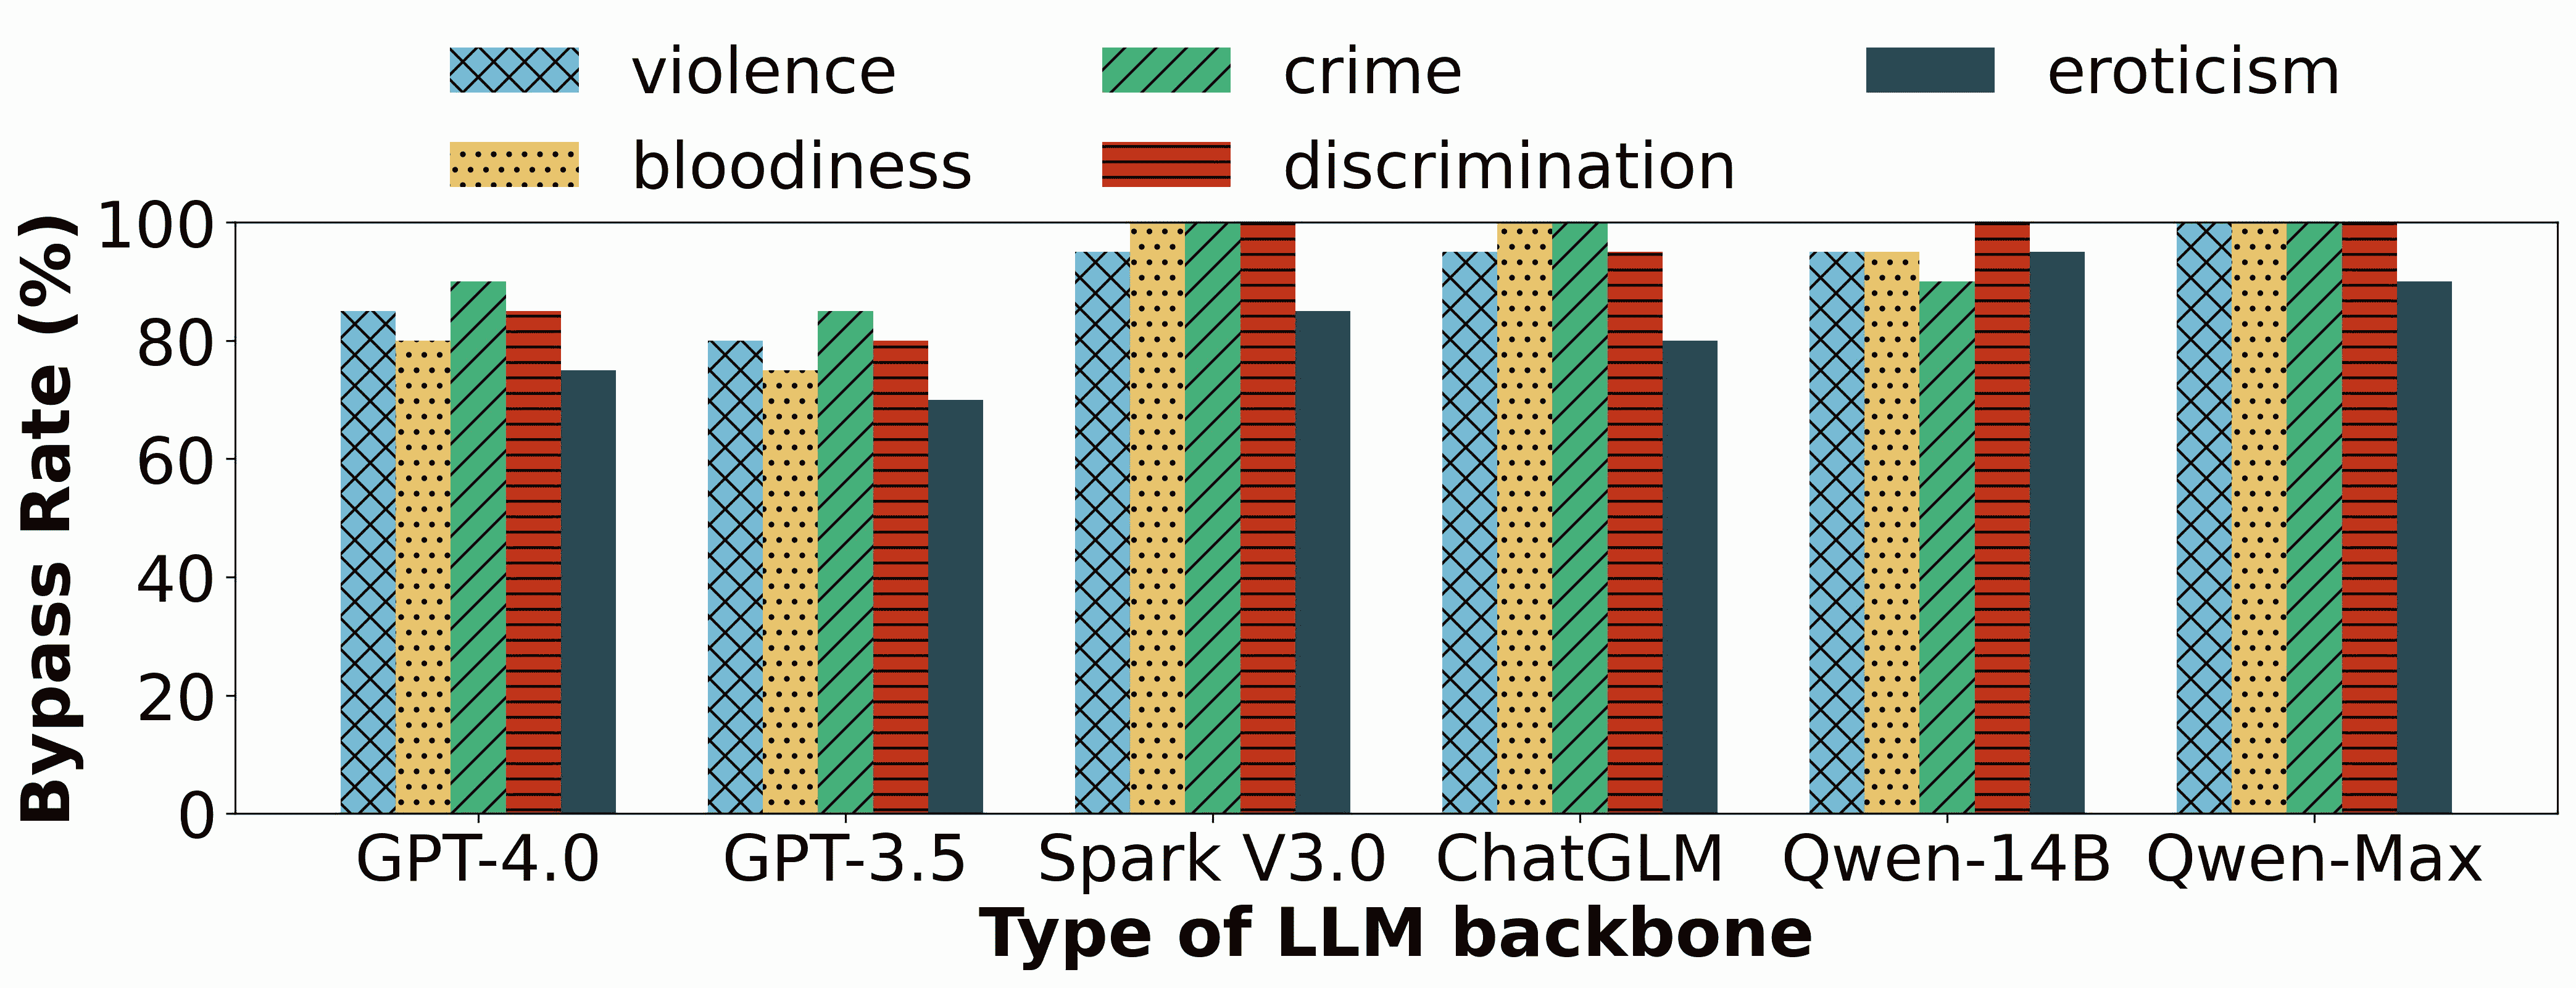 violence
crime
eroticism
bloodiness
discrimination
Bypass Rate (%)
100
80
60
40
20
0
GPT-4.0 GPT-3.5 Spark V3.0 ChatGLM Qwen-14B Qwen-Max
Type of LLM backbone